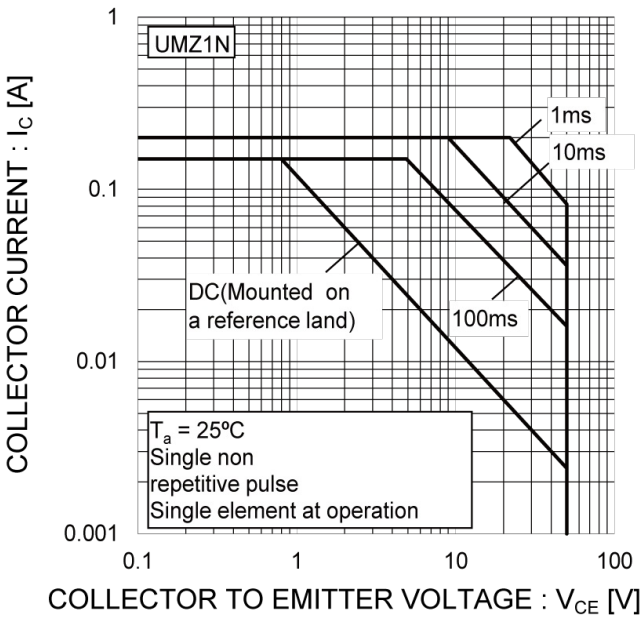 1
UMZ1N
1ms
10ms
0.1
DC(Mounted on
a reference land)
100ms
0.01
Ta = 25ºC
Single non
repetitive pulse
Single element at operation
0.001
0.1
1
10
100
COLLECTOR CURRENT : IC [A]
COLLECTOR TO EMITTER VOLTAGE : VCE [V]